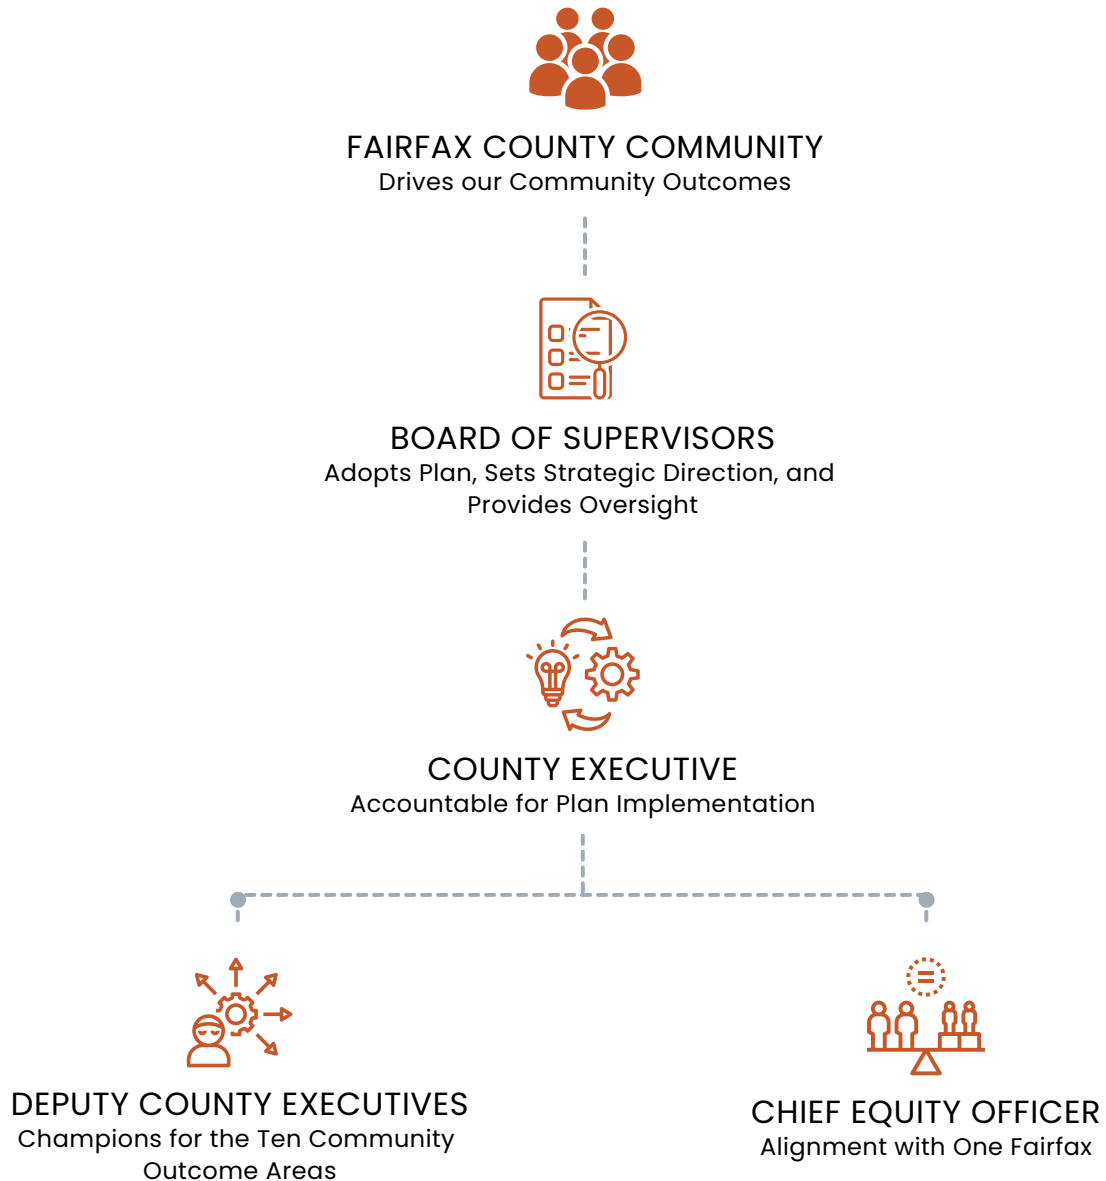 FAIRFAX COUNTY COMMUNITY
Drives our Community Outcomes
BOARD OF SUPERVISORS
Adopts Plan, Sets Strategic Direction, and
Provides Oversight
COUNTY EXECUTIVE
Accountable for Plan Implementation
DEPUTY COUNTY EXECUTIVES
Champions for the Ten Community
Outcome Areas
CHIEF EQUITY OFFICER
Alignment with One Fairfax